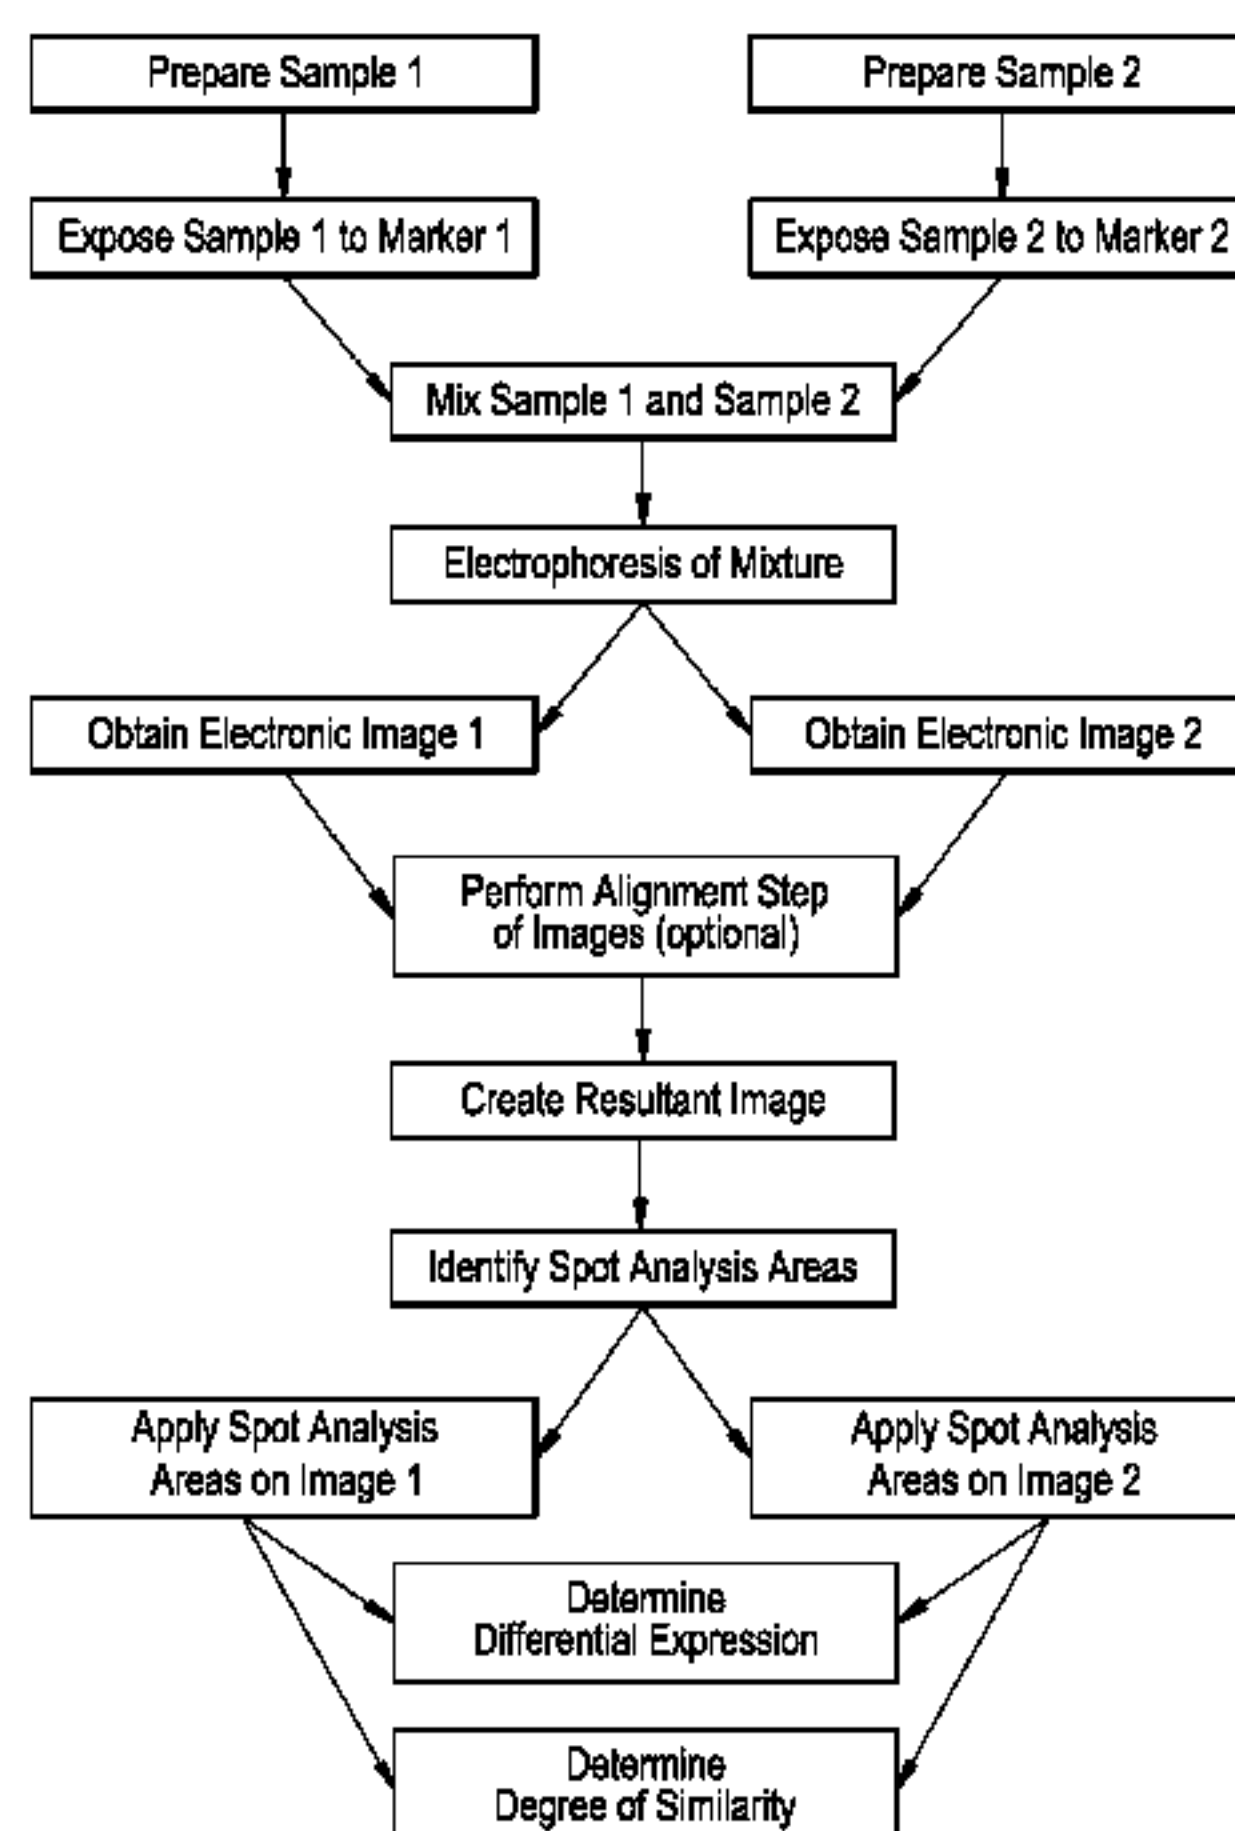 Prepare Sample 1
Prepare Sample 2
Expose Sample 1 to Marker 1
Expose Sample 2 to Marker 2
Mix Sample 1 and Sample 2
Electrophoresis of Mixture
Obtain Electronic Image 1
Obtain Electronic Image 2
Perform Alignment Step
of Images (optional)
Create Resultant Image
Identify Spot Analysis Areas
Apply Spot Analysis
Areas on Image 1
Apply Spot Analysis
Areas on Image 2
Determine
Differential Expression
Determine
Degree of Similarity